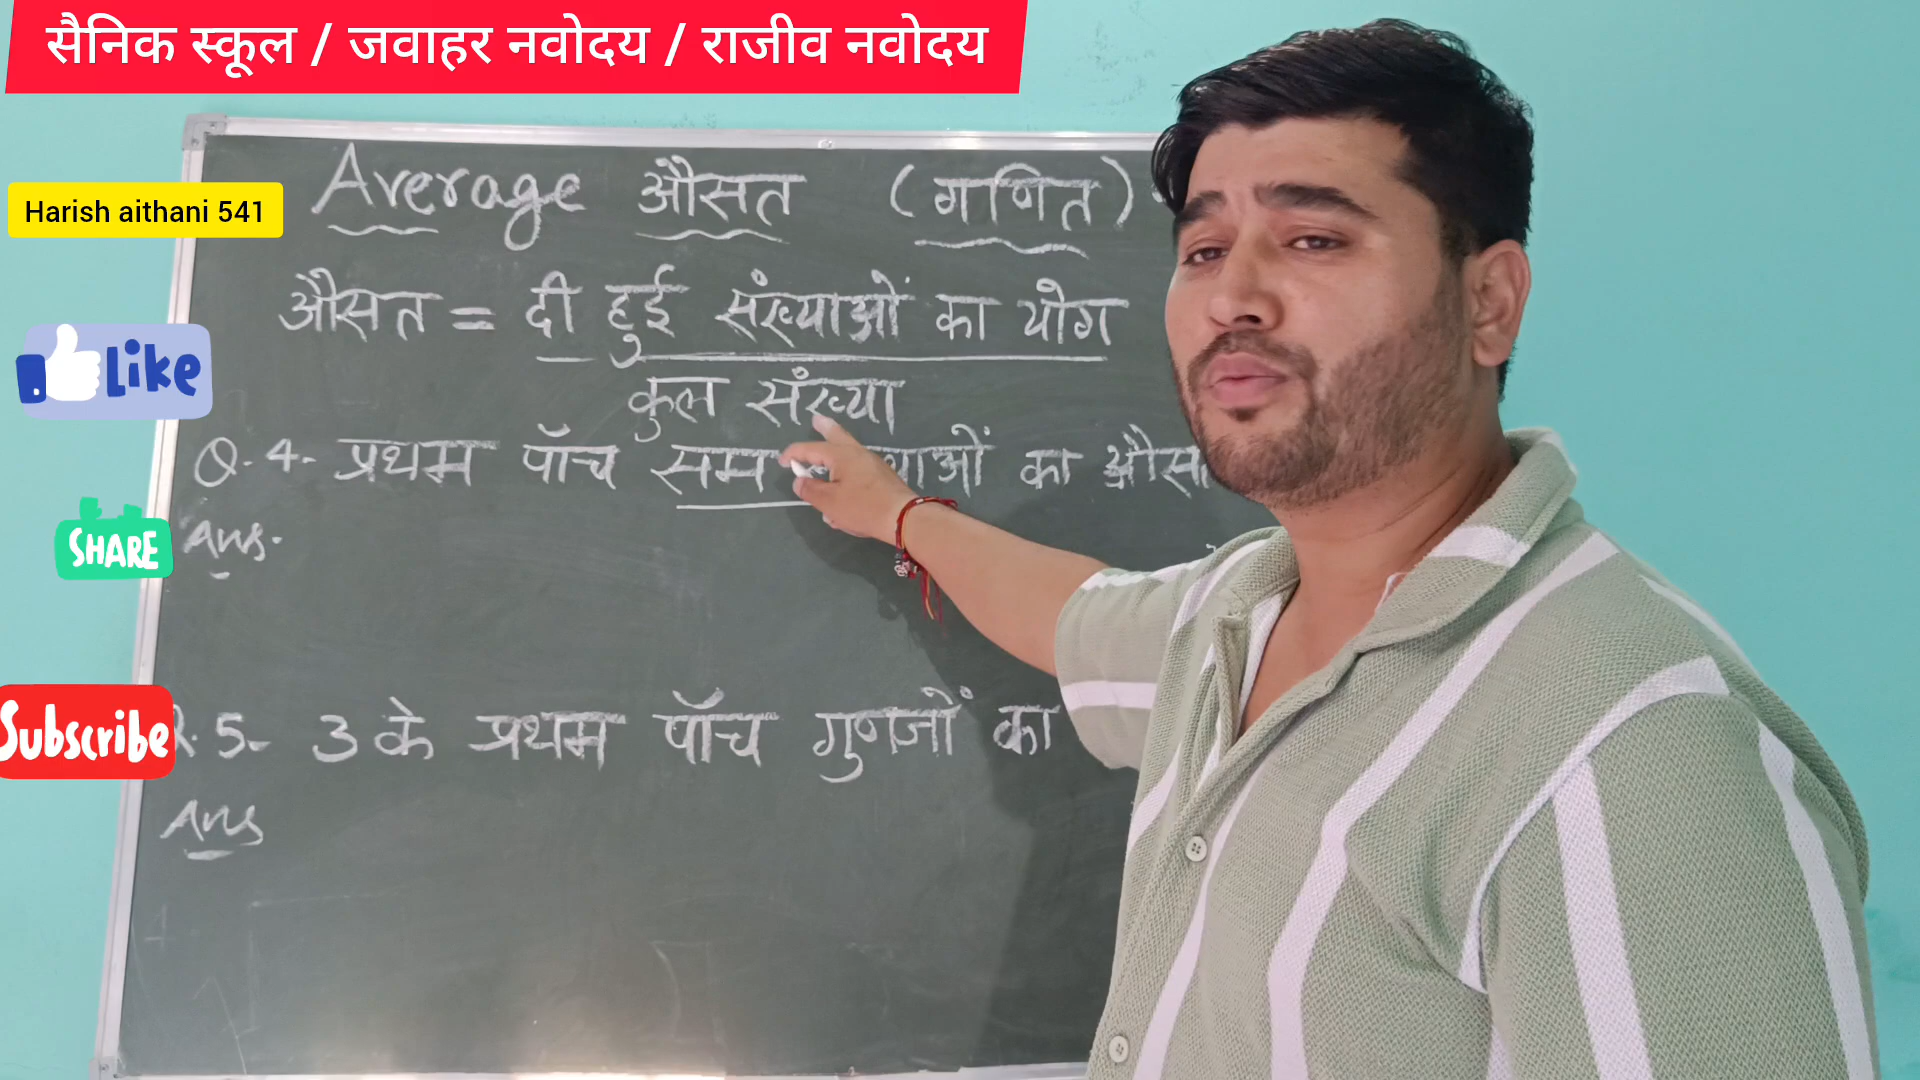 सैनिक स्कूल / जवाहर नवोदय / राजीव नवोदय
Harish aithani 541
Average औसत (गणित)
औसत = दी हुई संख्याओं का योग
कुल संख्या
Like
Q.4- प्रथम पाँच सम का
SHARE
Ans.
Subscribe
5- 3 के प्रथम पाँच गुणजों का
Ans